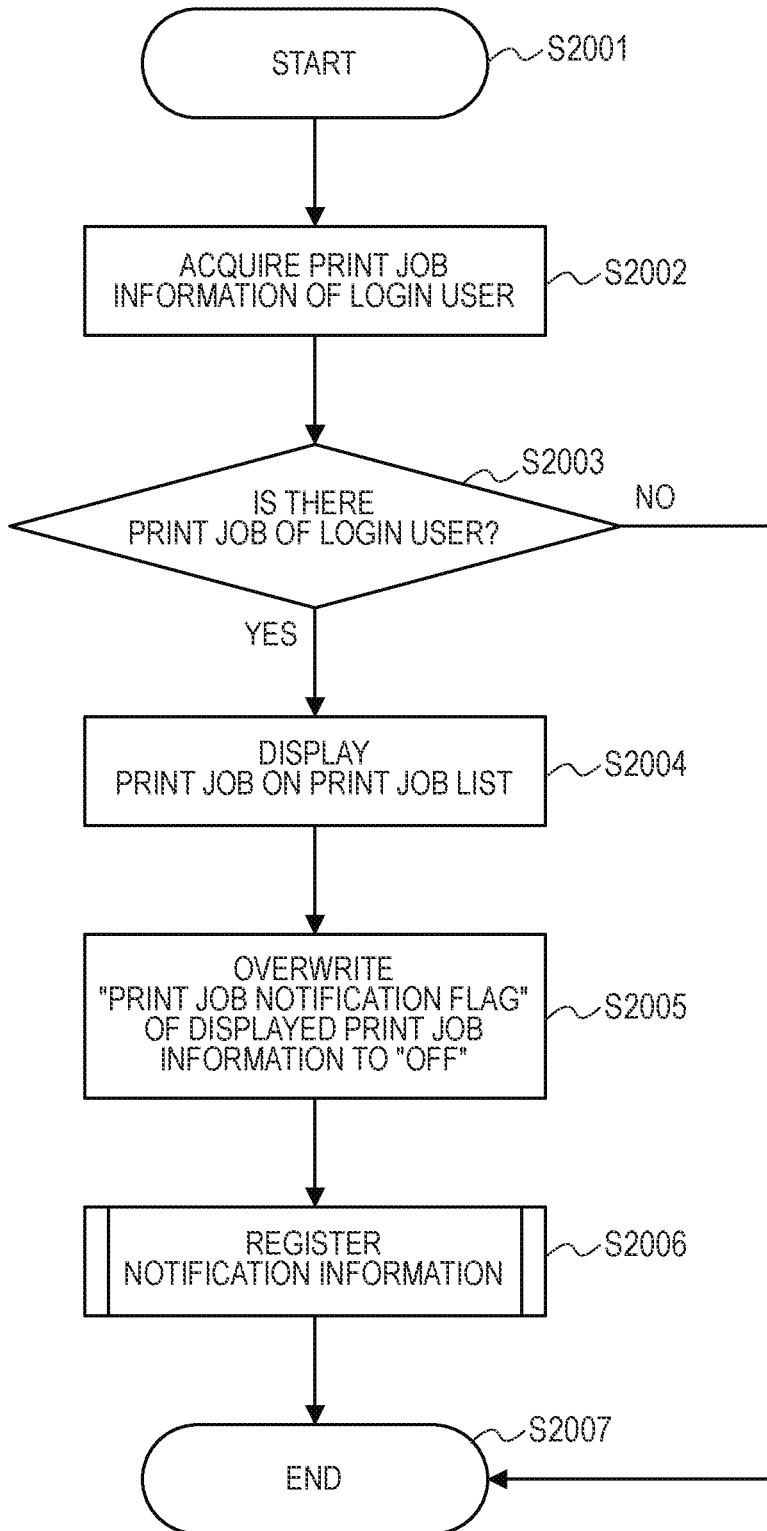 START
S2001
ACQUIRE PRINT JOB
INFORMATION OF LOGIN USER
S2002
S2003
IS THERE
PRINT JOB OF LOGIN USER?
NO
YES
DISPLAY
PRINT JOB ON PRINT JOB LIST
S2004
OVERWRITE
"PRINT JOB NOTIFICATION FLAG"
OF DISPLAYED PRINT JOB
INFORMATION TO "OFF"
S2005
REGISTER
NOTIFICATION INFORMATION
S2006
S2007
END